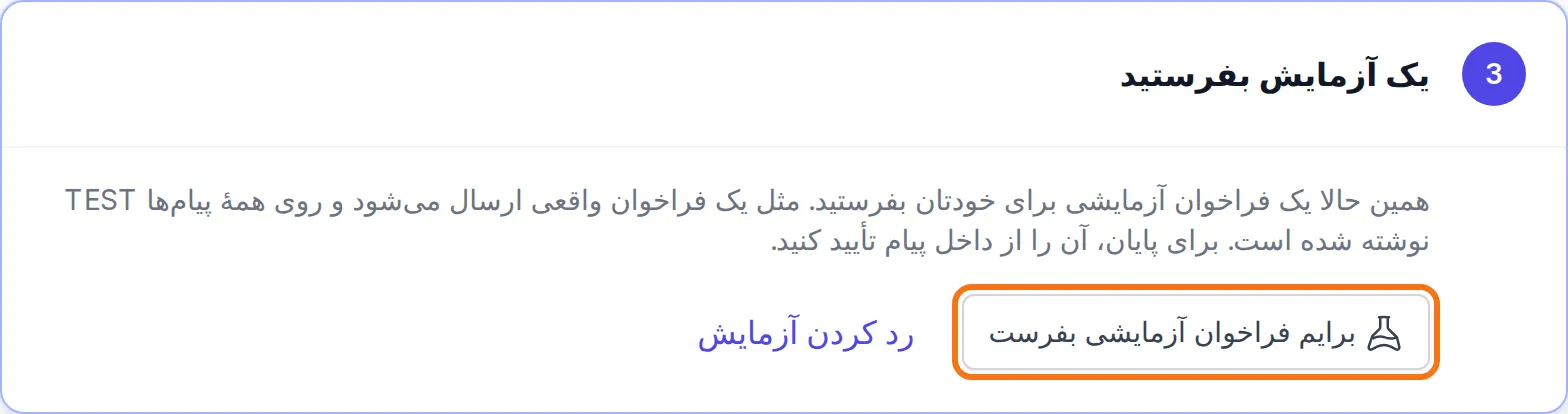 3
یک آزمایش بفرستید
همین حالا یک فراخوان آزمایشی برای خودتان بفرستید. مثل یک فراخوان واقعی ارسال می‌شود و روی همهٔ پیام‌ها TEST
نوشته شده است. برای پایان، آن را از داخل پیام تأیید کنید.
برایم فراخوان آزمایشی بفرست
رد کردن آزمایش